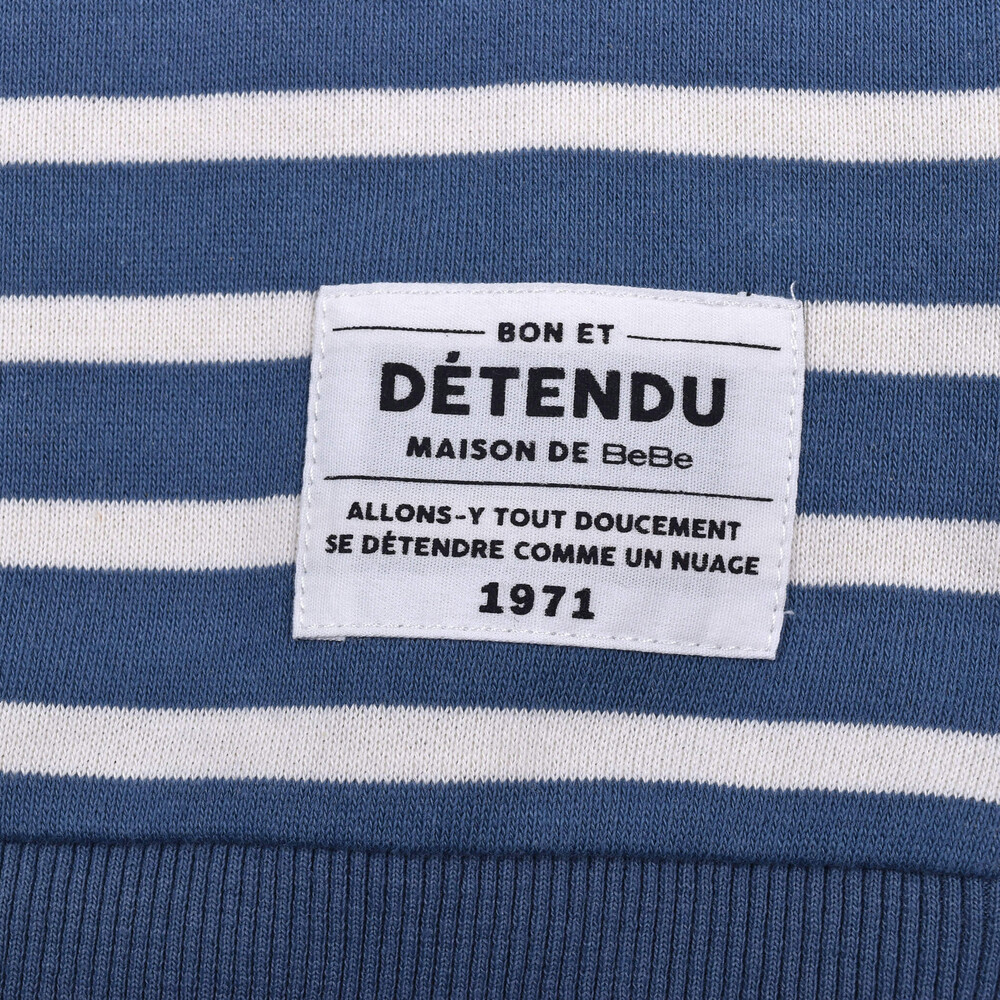 BON ET
DÉTENDU
MAISON DE BeBe
ALLONS-Y TOUT DOUCEMENT
SE DÉTENDRE COMME UN NUAGE
1971